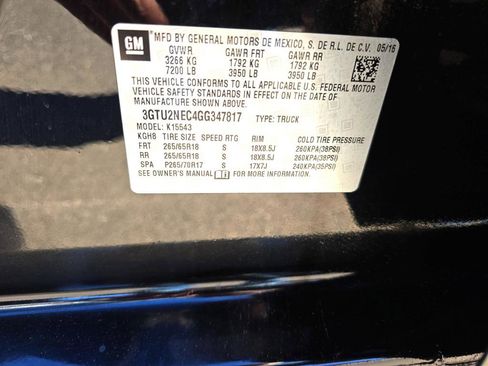 GM
MFD BY GENERAL MOTORS DE MEXICO, S. DE R.L. DE C.V. 05/16
GVWR GAWR FRT GAWR RR
3266 KG 1792 KG 1792 KG
7200 LB 3950 LB 3950 LB
THIS VEHICLE CONFORMS TO ALL APPLICABLE U.S. FEDERAL MOTOR
VEHICLE SAFETY STANDARDS IN EFFECT ON THE DATE OF
MANUFACTURE SHOWN ABOVE.
3GTU2NEC4GG347817 TYPE: TRUCK
MODEL: K15543
KGH8 TIRE SIZE SPEED RTG RIM COLD TIRE PRESSURE
FRT 265/65R18 S 18X8.5J 260KPA(38PSI)
RR 265/65R18 S 18X8.5J 260KPA(38PSI)
SPA P265/70R17 S 17X7J 240KPA(35PSI)
SEE OWNER'S MANUAL FOR MORE INFORMATION.